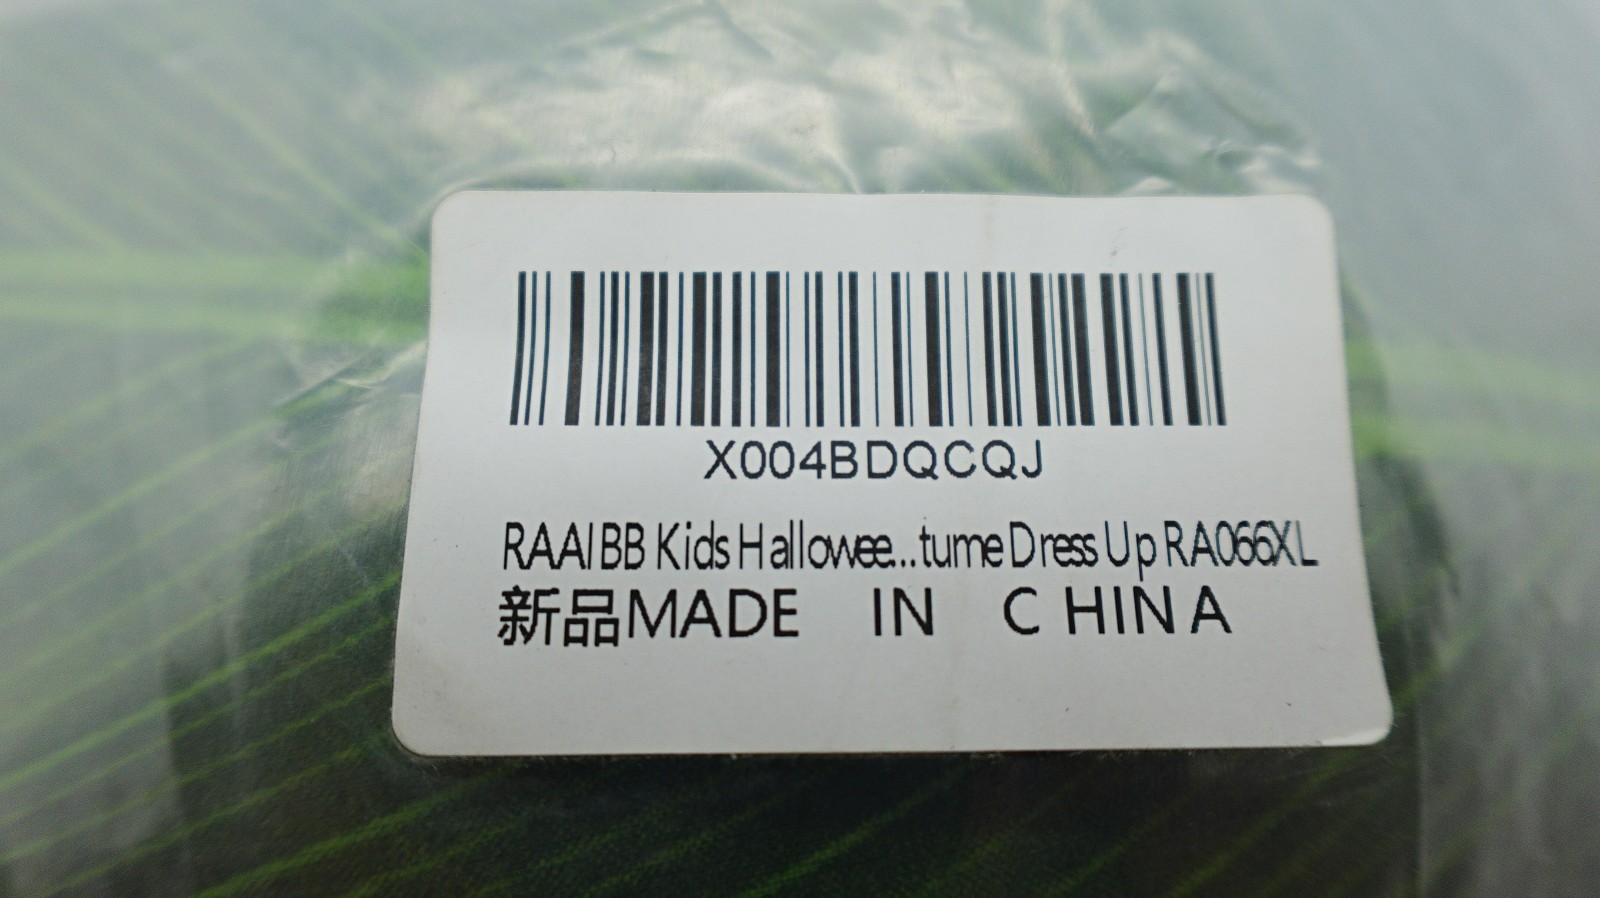 X004BDQCQJ
RAAIBB Kids Hallowee...tume Dress Up RA066XL
新品MADE IN CHINA